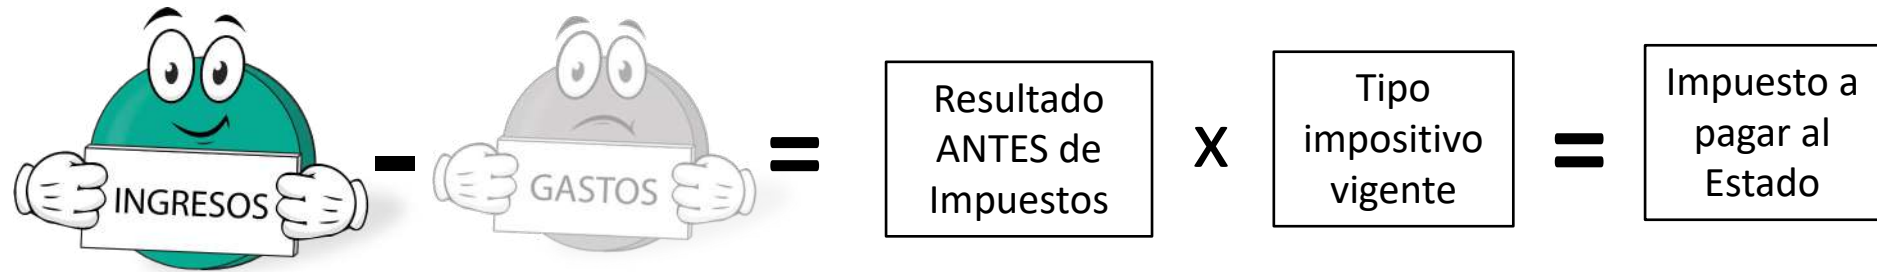 INGRESOS
-
GASTOS
=
Resultado
ANTES de
Impuestos
X
Tipo
impositivo
vigente
=
Impuesto a
pagar al
Estado